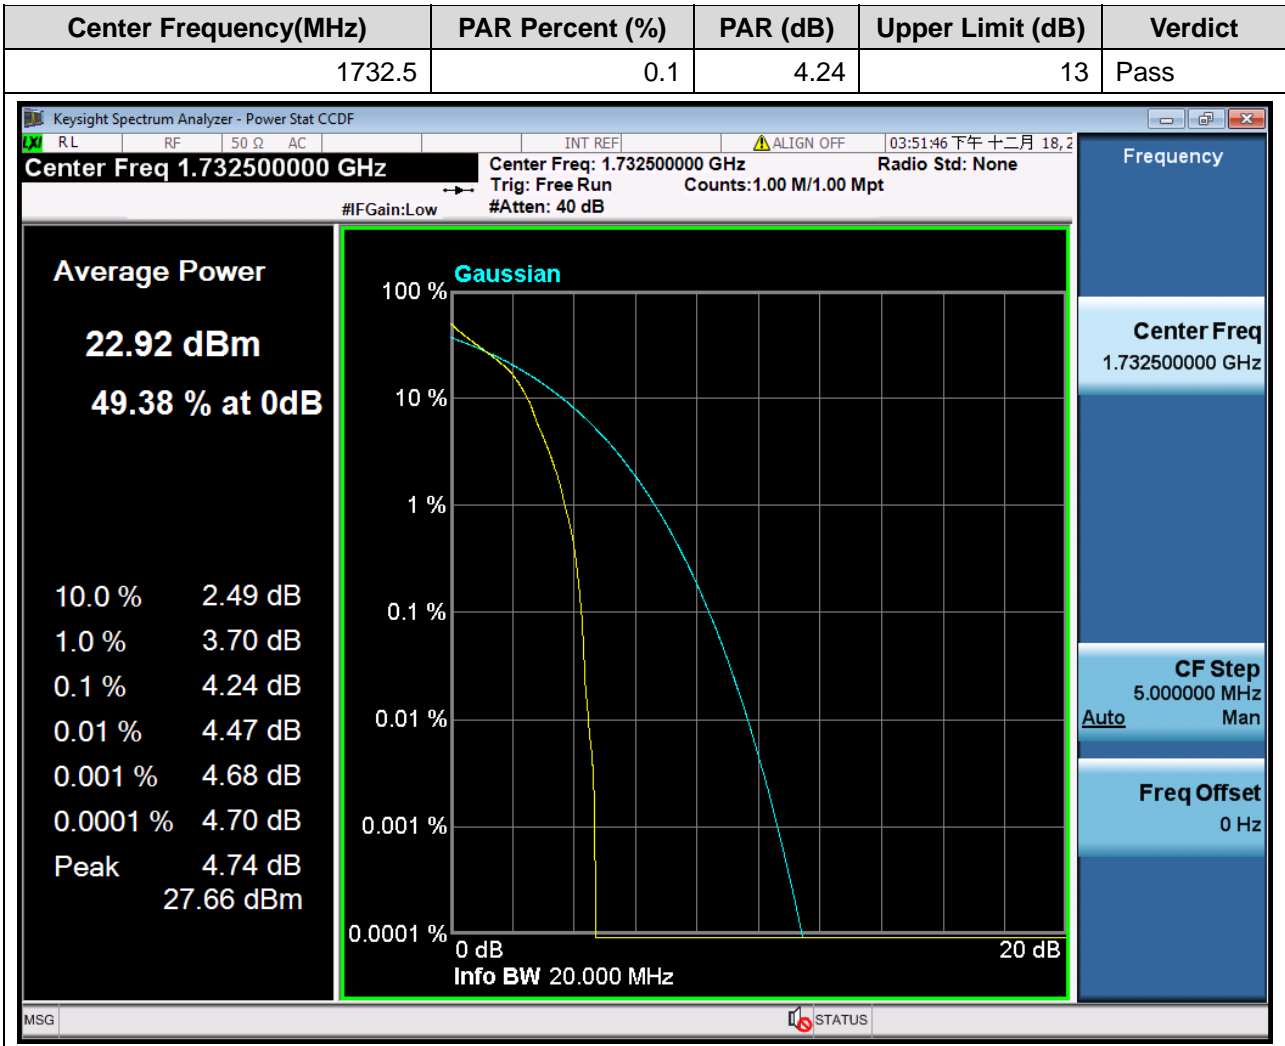 Center Frequency(MHz) PAR Percent (%) PAR (dB) Upper Limit (dB) Verdict
1732.5 0.1 4.24 13 Pass
Keysight Spectrum Analyzer - Power Stat CCDF
LXI RL RF 50 Ω AC INT REF ALIGN OFF 03:51:46 下午 十二月 18, 2
Center Freq 1.732500000 GHz
#IFGain:Low
Center Freq: 1.732500000 GHz Radio Std: None
Trig: Free Run Counts:1.00 M/1.00 Mpt
#Atten: 40 dB
Average Power
22.92 dBm
49.38 % at 0dB
10.0 % 2.49 dB
1.0 % 3.70 dB
0.1 % 4.24 dB
0.01 % 4.47 dB
0.001 % 4.68 dB
0.0001 % 4.70 dB
Peak 4.74 dB
27.66 dBm
Gaussian
100 %
10 %
1 %
0.1 %
0.01 %
0.001 %
0.0001 %
0 dB 20 dB
Info BW 20.000 MHz
Frequency
Center Freq
1.732500000 GHz
CF Step
5.000000 MHz
Auto Man
Freq Offset
0 Hz
MSG STATUS